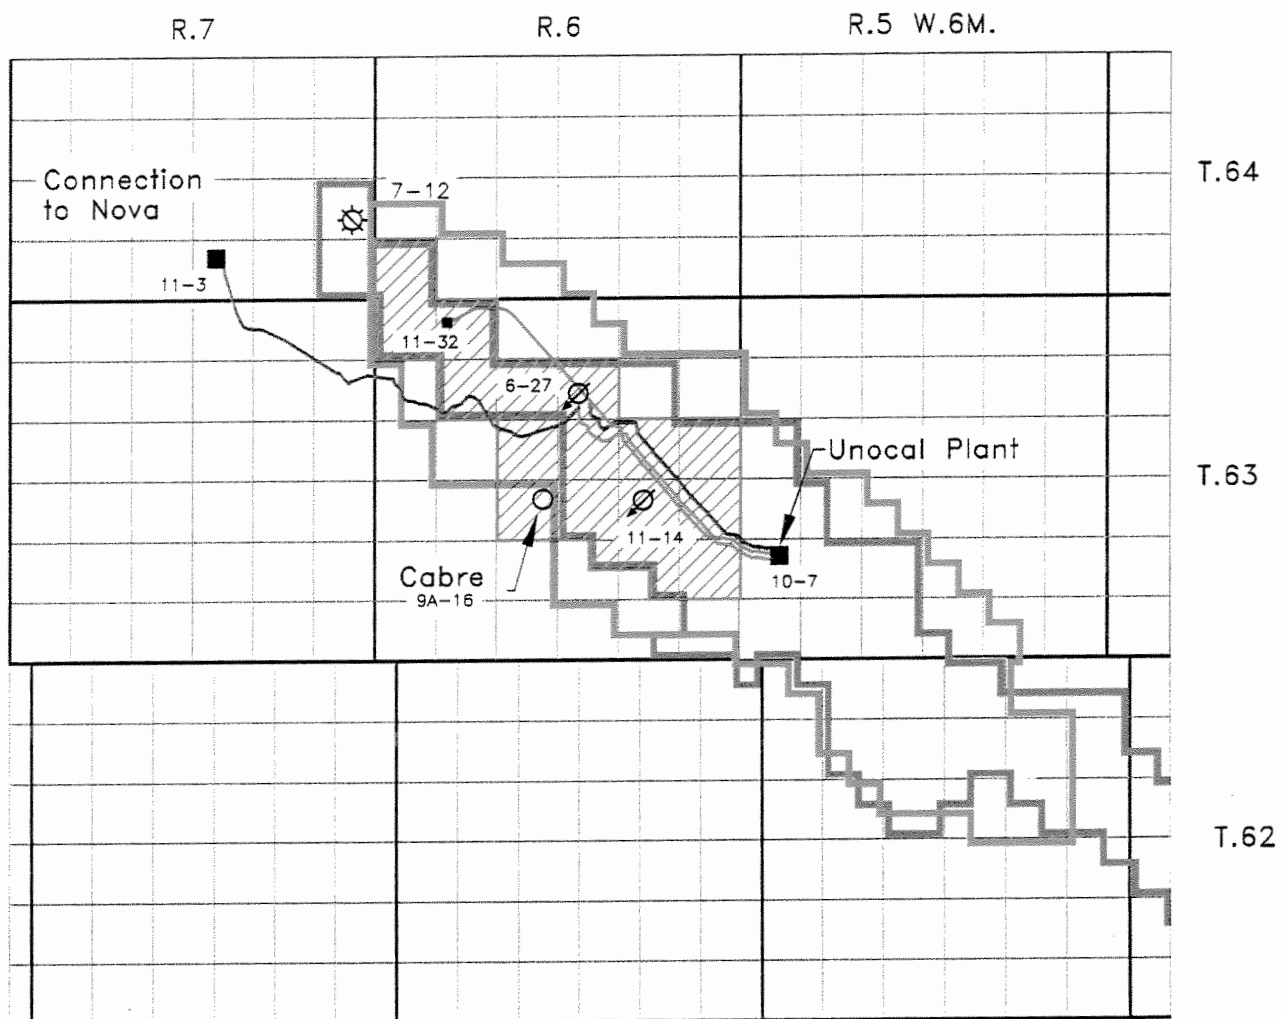 R.7
R.6
R.5 W.6M.
T.64
Connection
to Nova
7-12
11-3
11-32
6-27
Unocal Plant
T.63
11-14
10-7
Cabre
9A-16
T.62